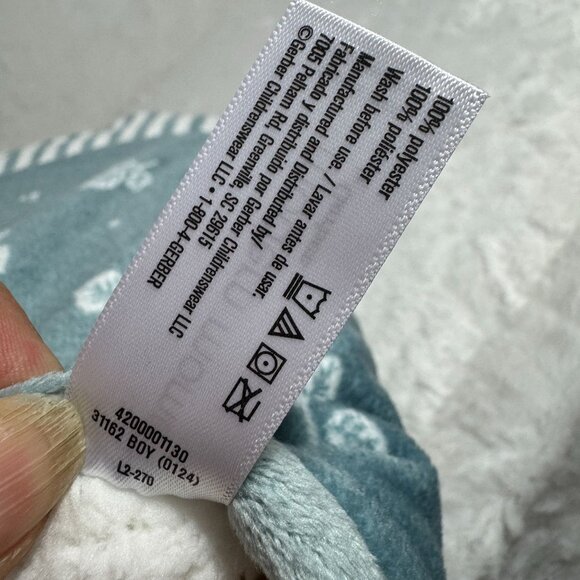 100% polyester
100% poliéster
Wash before use. / Lavar antes de usar.
Manufactured and Distributed by/
Fabricado y distribuido por Gerber Childrenswear LLC
7005 Pelham Rd, Greenville, SC 29615
©Gerber Childrenswear LLC • 1-800-4-GERBER
4200001130
31162 BOY (0124)
L2-270